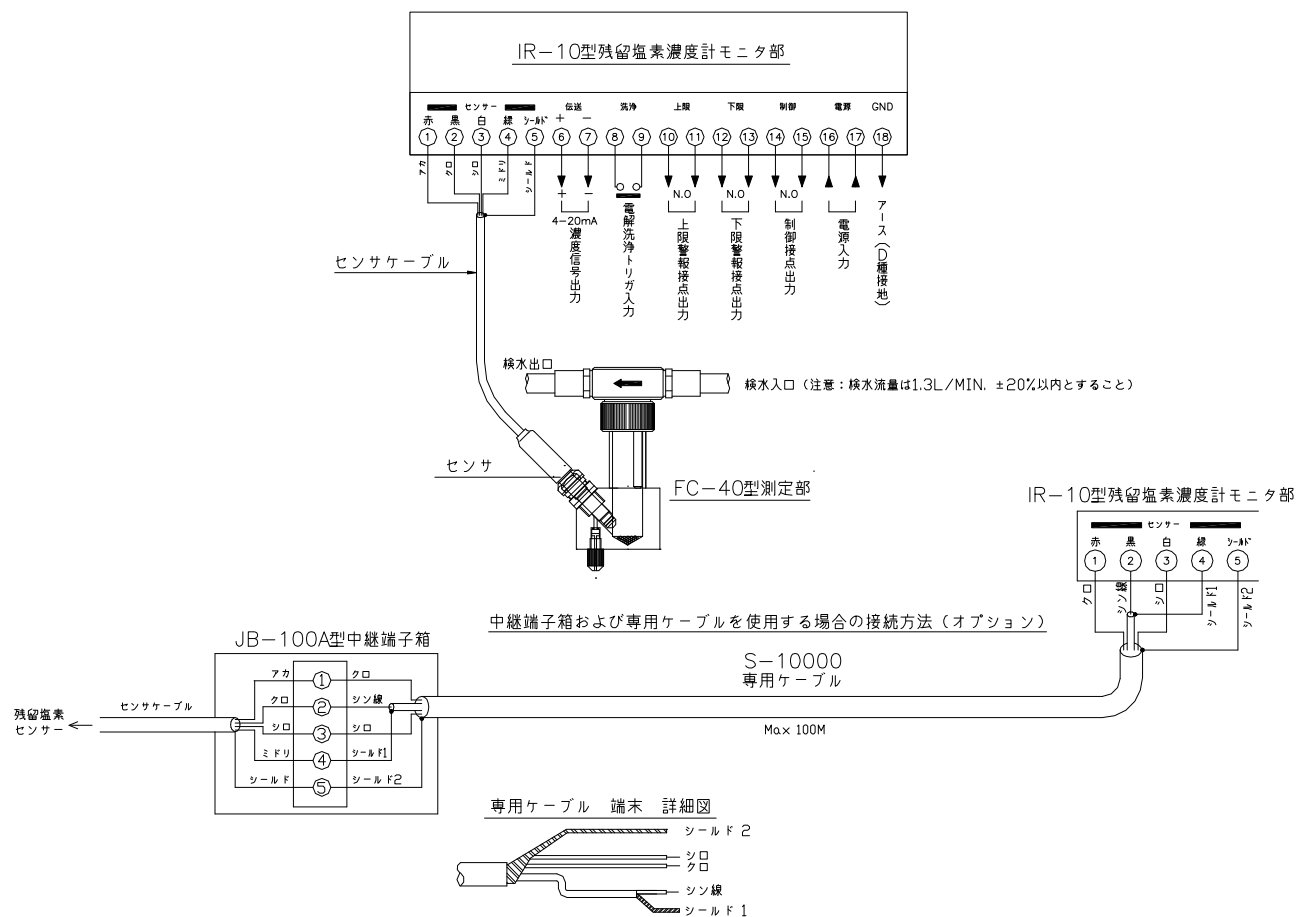 IR-10型残留塩素濃度計モニタ部
センサー 伝送 洗浄 上限 下限 制御 電源 GND
赤 黒 白 緑 シールド + −
1 2 3 4 5 6 7 8 9 10 11 12 13 14 15 16 17 18
アカ クロ シロ ミドリ シールド
+ − N.O N.O N.O
4−20mA
濃度信号出力
電解洗浄トリガ入力
上限警報接点出力
下限警報接点出力
制御接点出力
電源入力
アース(D種接地)
センサケーブル
検水出口
検水入口(注意:検水流量は1.3L/MIN. ±20%以内とすること)
センサ
FC-40型測定部
IR-10型残留塩素濃度計モニタ部
センサー
赤 黒 白 緑 シールド
1 2 3 4 5
クロ シン線 シロ シールド1 シールド2
中継端子箱および専用ケーブルを使用する場合の接続方法(オプション)
JB-100A型中継端子箱
S-10000
専用ケーブル
Max 100M
残留塩素
センサー
センサケーブル
アカ 1 クロ
クロ 2 シン線
シロ 3 シロ
ミドリ 4 シールド1
シールド 5 シールド2
専用ケーブル 端末 詳細図
シールド 2
シロ
クロ
シン線
シールド 1